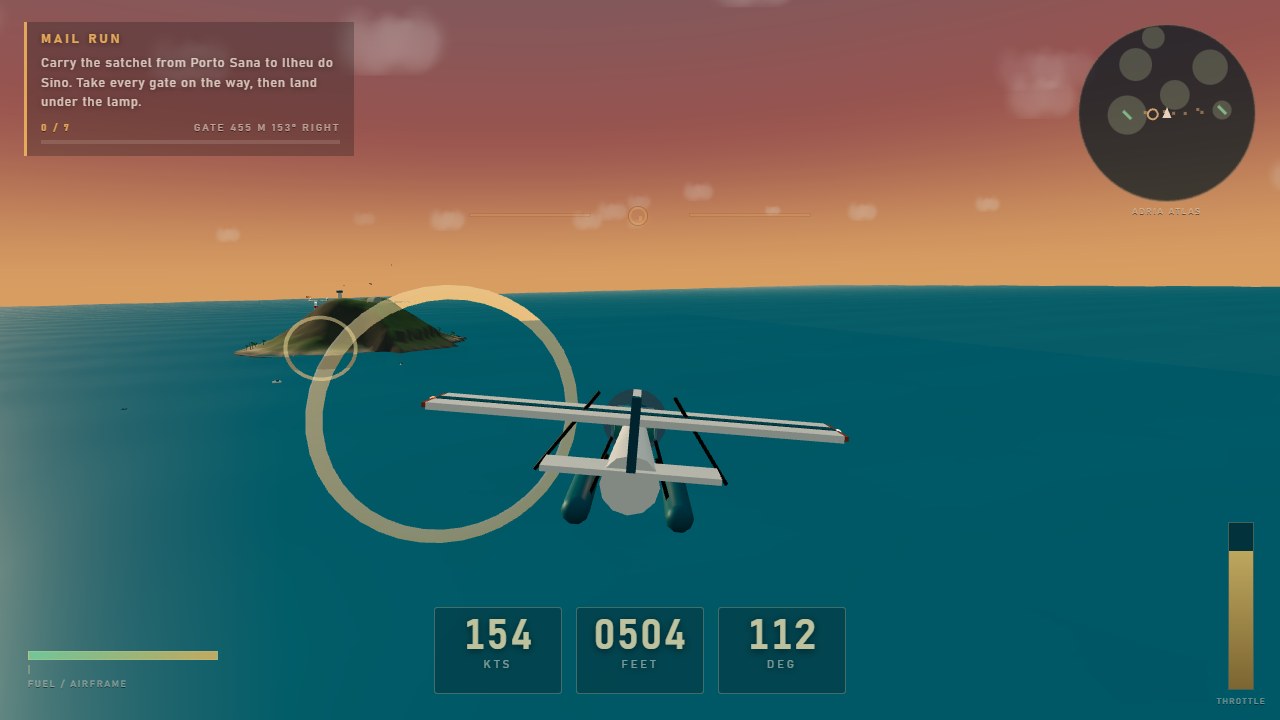 MAIL RUN
Carry the satchel from Porto Sana to Ilheu do
Sino. Take every gate on the way, then land
under the lamp.
0 / 7 GATE 455 M 153° RIGHT
ADRIA ATLAS
154
KTS
0504
FEET
112
DEG
FUEL / AIRFRAME
THROTTLE